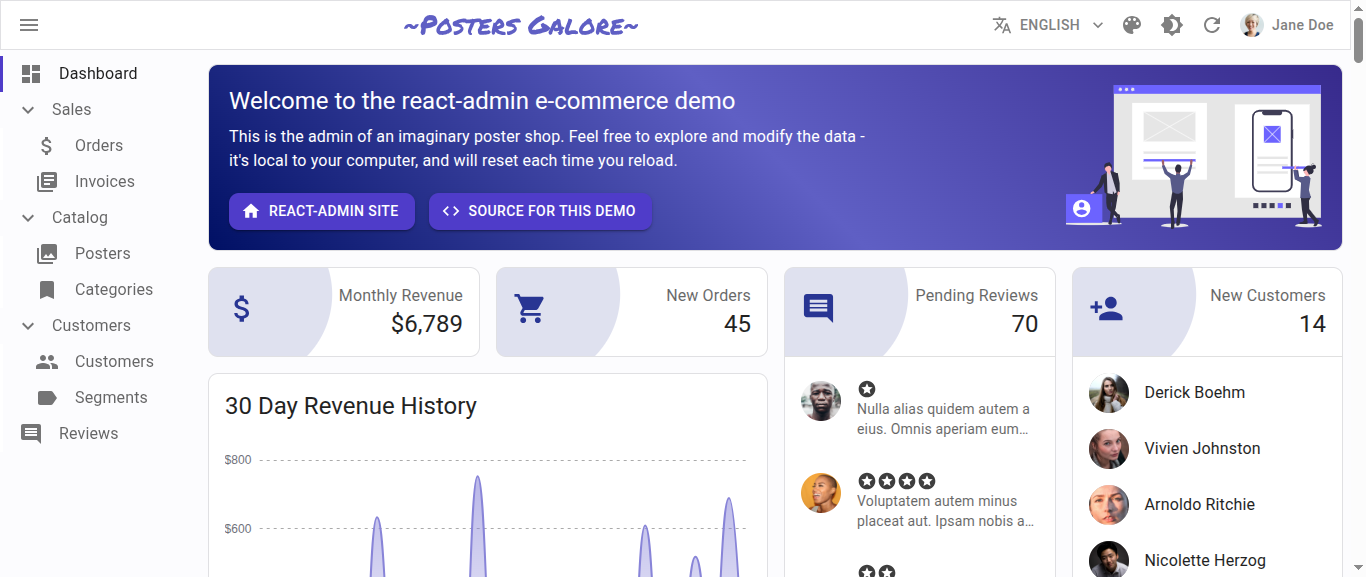 ~Posters Galore~
ENGLISH
Jane Doe
Dashboard
Sales
Orders
Invoices
Catalog
Posters
Categories
Customers
Customers
Segments
Reviews
Welcome to the react-admin e-commerce demo
This is the admin of an imaginary poster shop. Feel free to explore and modify the data -
it's local to your computer, and will reset each time you reload.
REACT-ADMIN SITE
SOURCE FOR THIS DEMO
Monthly Revenue
$6,789
New Orders
45
Pending Reviews
70
New Customers
14
30 Day Revenue History
$800
$600
Nulla alias quidem autem a
eius. Omnis aperiam eum...
Voluptatem autem minus
placeat aut. Ipsam nobis a...
Derick Boehm
Vivien Johnston
Arnoldo Ritchie
Nicolette Herzog